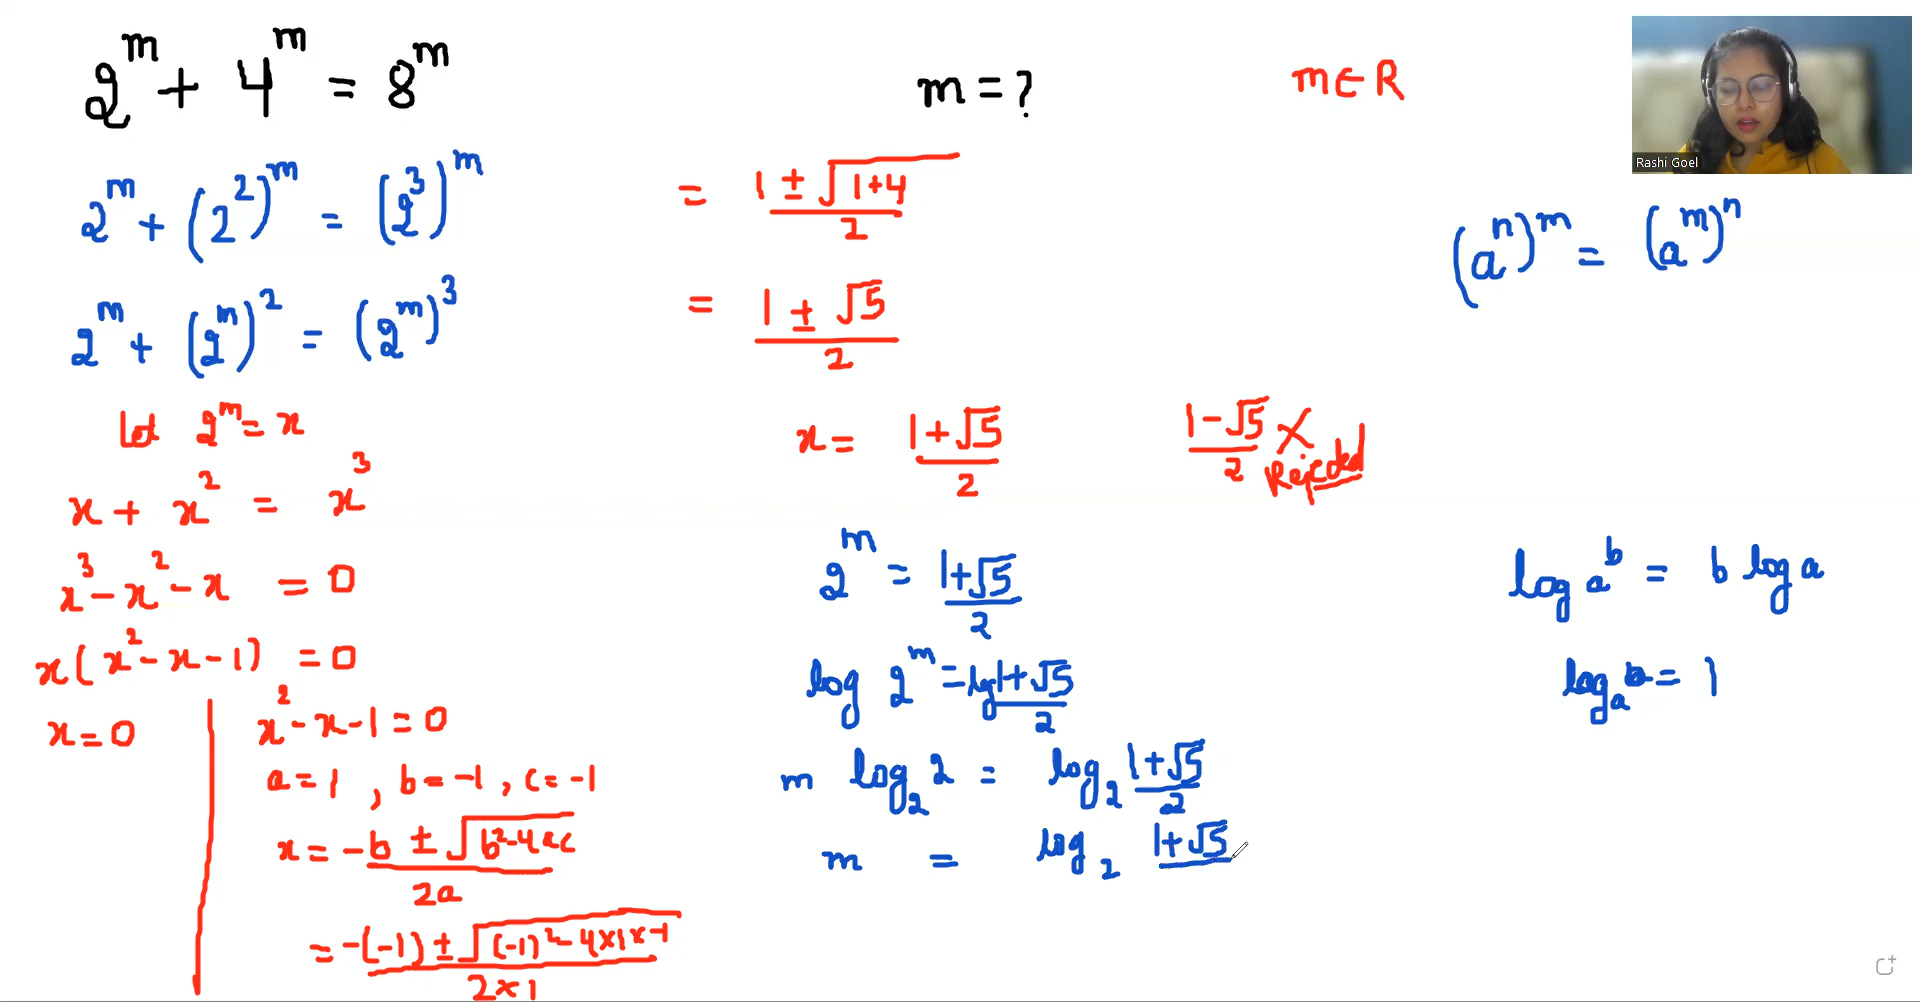 2^m + 4^m = 8^m
m = ?
m ∈ R
2^m + (2^2)^m = (2^3)^m
2^m + (2^m)^2 = (2^m)^3
let 2^m = x
x + x^2 = x^3
x^3 - x^2 - x = 0
x(x^2 - x - 1) = 0
x = 0
x^2 - x - 1 = 0
a = 1, b = -1, c = -1
x = (-b ± √(b^2 - 4ac))/2a
= (-(-1) ± √((-1)^2 - 4×1×-1))/(2×1)
= (1 ± √(1+4))/2
= (1 ± √5)/2
x = (1+√5)/2
(1-√5)/2 X
Rejected
2^m = (1+√5)/2
log 2^m = log (1+√5)/2
m log_2 2 = log_2 (1+√5)/2
m = log_2 1+√5
Rashi Goel
(a^n)^m = (a^m)^n
log a^b = b log a
log_a = 1